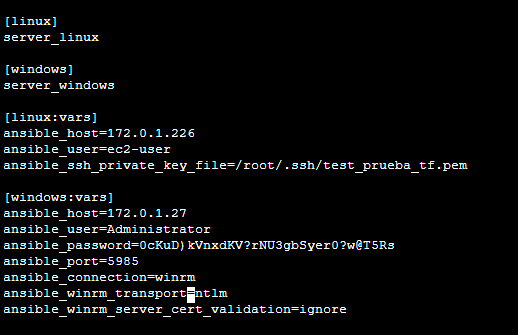 [linux]
server_linux
[windows]
server_windows
[linux:vars]
ansible_host=172.0.1.226
ansible_user=ec2-user
ansible_ssh_private_key_file=/root/.ssh/test_prueba_tf.pem
[windows:vars]
ansible_host=172.0.1.27
ansible_user=Administrator
ansible_password=0cKuD)kVnxdKV?rNU3gbSyer0?w@T5Rs
ansible_port=5985
ansible_connection=winrm
ansible_winrm_transport=ntlm
ansible_winrm_server_cert_validation=ignore